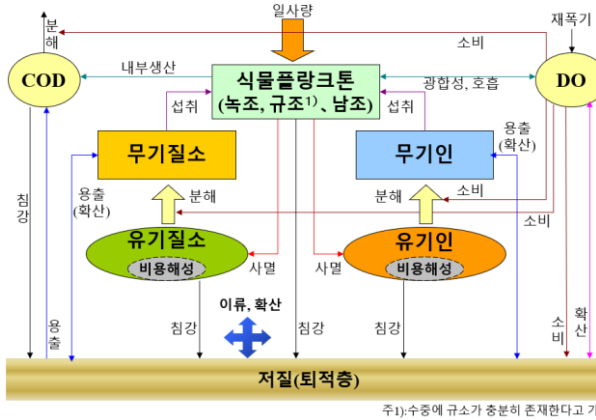 분해
일사량
재폭기
소비
COD
내부생산
식물플랑크톤
(녹조, 규조1)、남조)
광합성, 호흡
DO
섭취
섭취
무기질소
무기인
용출
(확산)
용출
(확산)
침강
분해
분해
소비
소비
유기질소
비용해성
유기인
비용해성
사멸
사멸
이류, 확산
용출
침강
침강
침강
소비
확산
저질(퇴적층)
주1):수중에 규소가 충분히 존재한다고 가